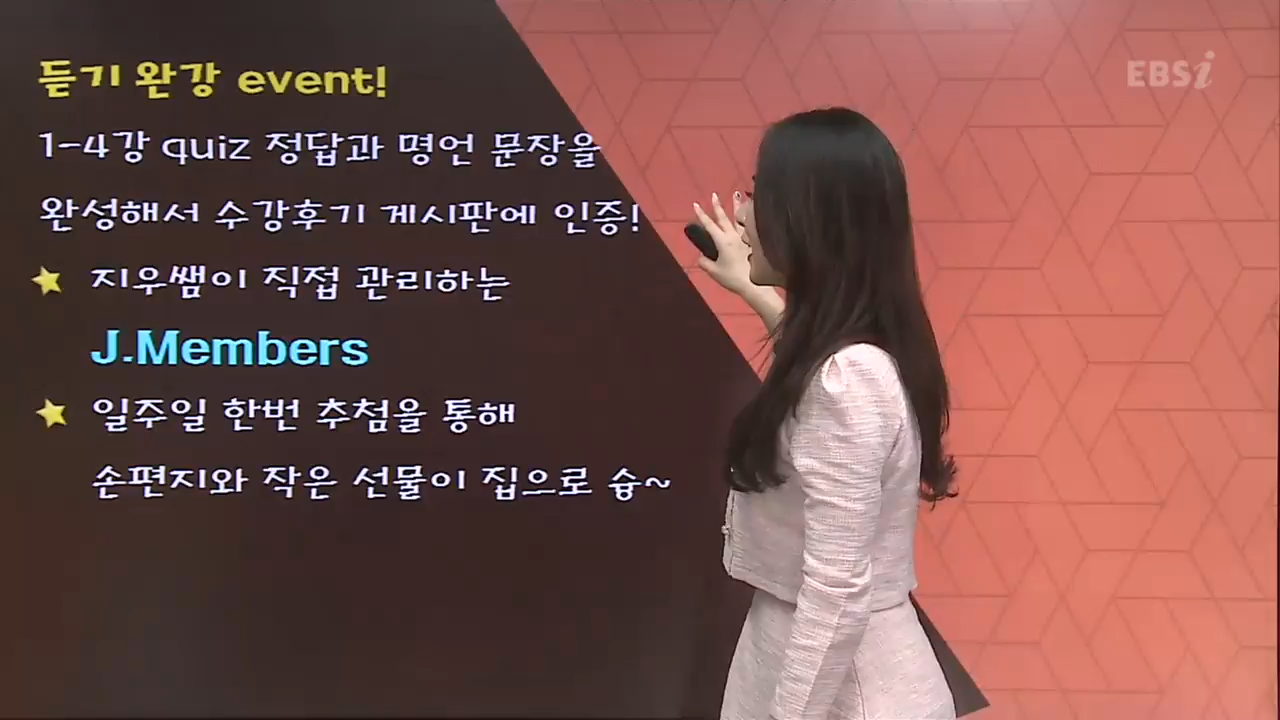 듣기 완강 event!
EBSi
1-4강 quiz 정답과 명언 문장을
완성해서 수강후기 게시판에 인증!
지우쌤이 직접 관리하는
J.Members
일주일 한번 추첨을 통해
손편지와 작은 선물이 집으로 슝~